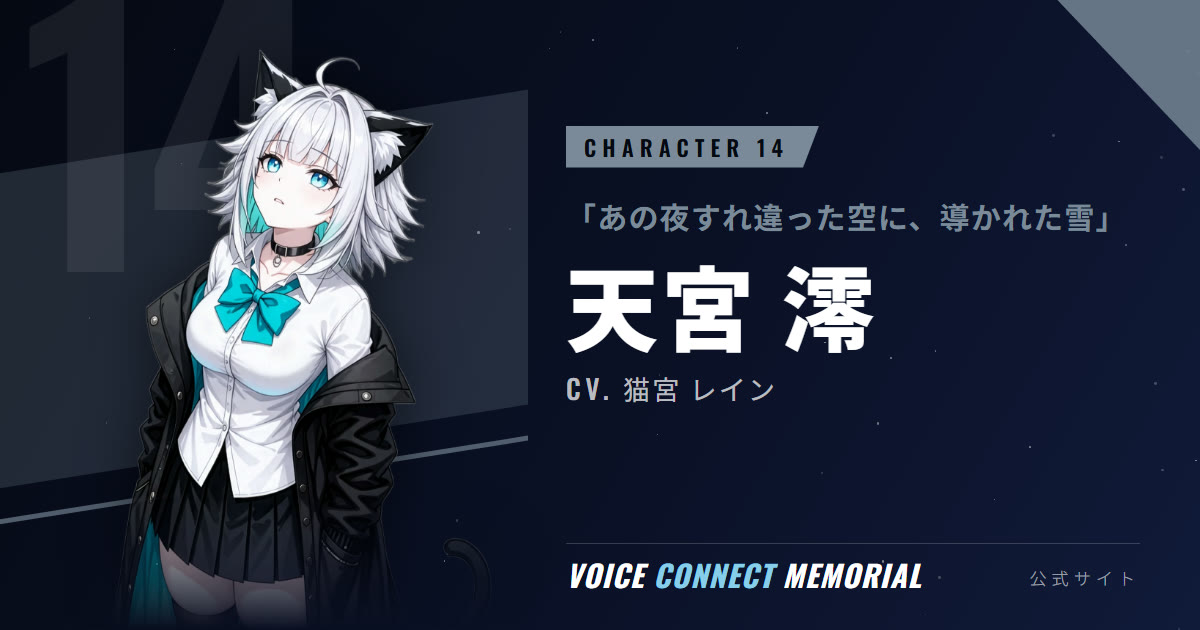 14
CHARACTER 14
「あの夜すれ違った空に、導かれた雪」
天宮 澪
CV. 猫宮 レイン
VOICE CONNECT MEMORIAL
公式サイト